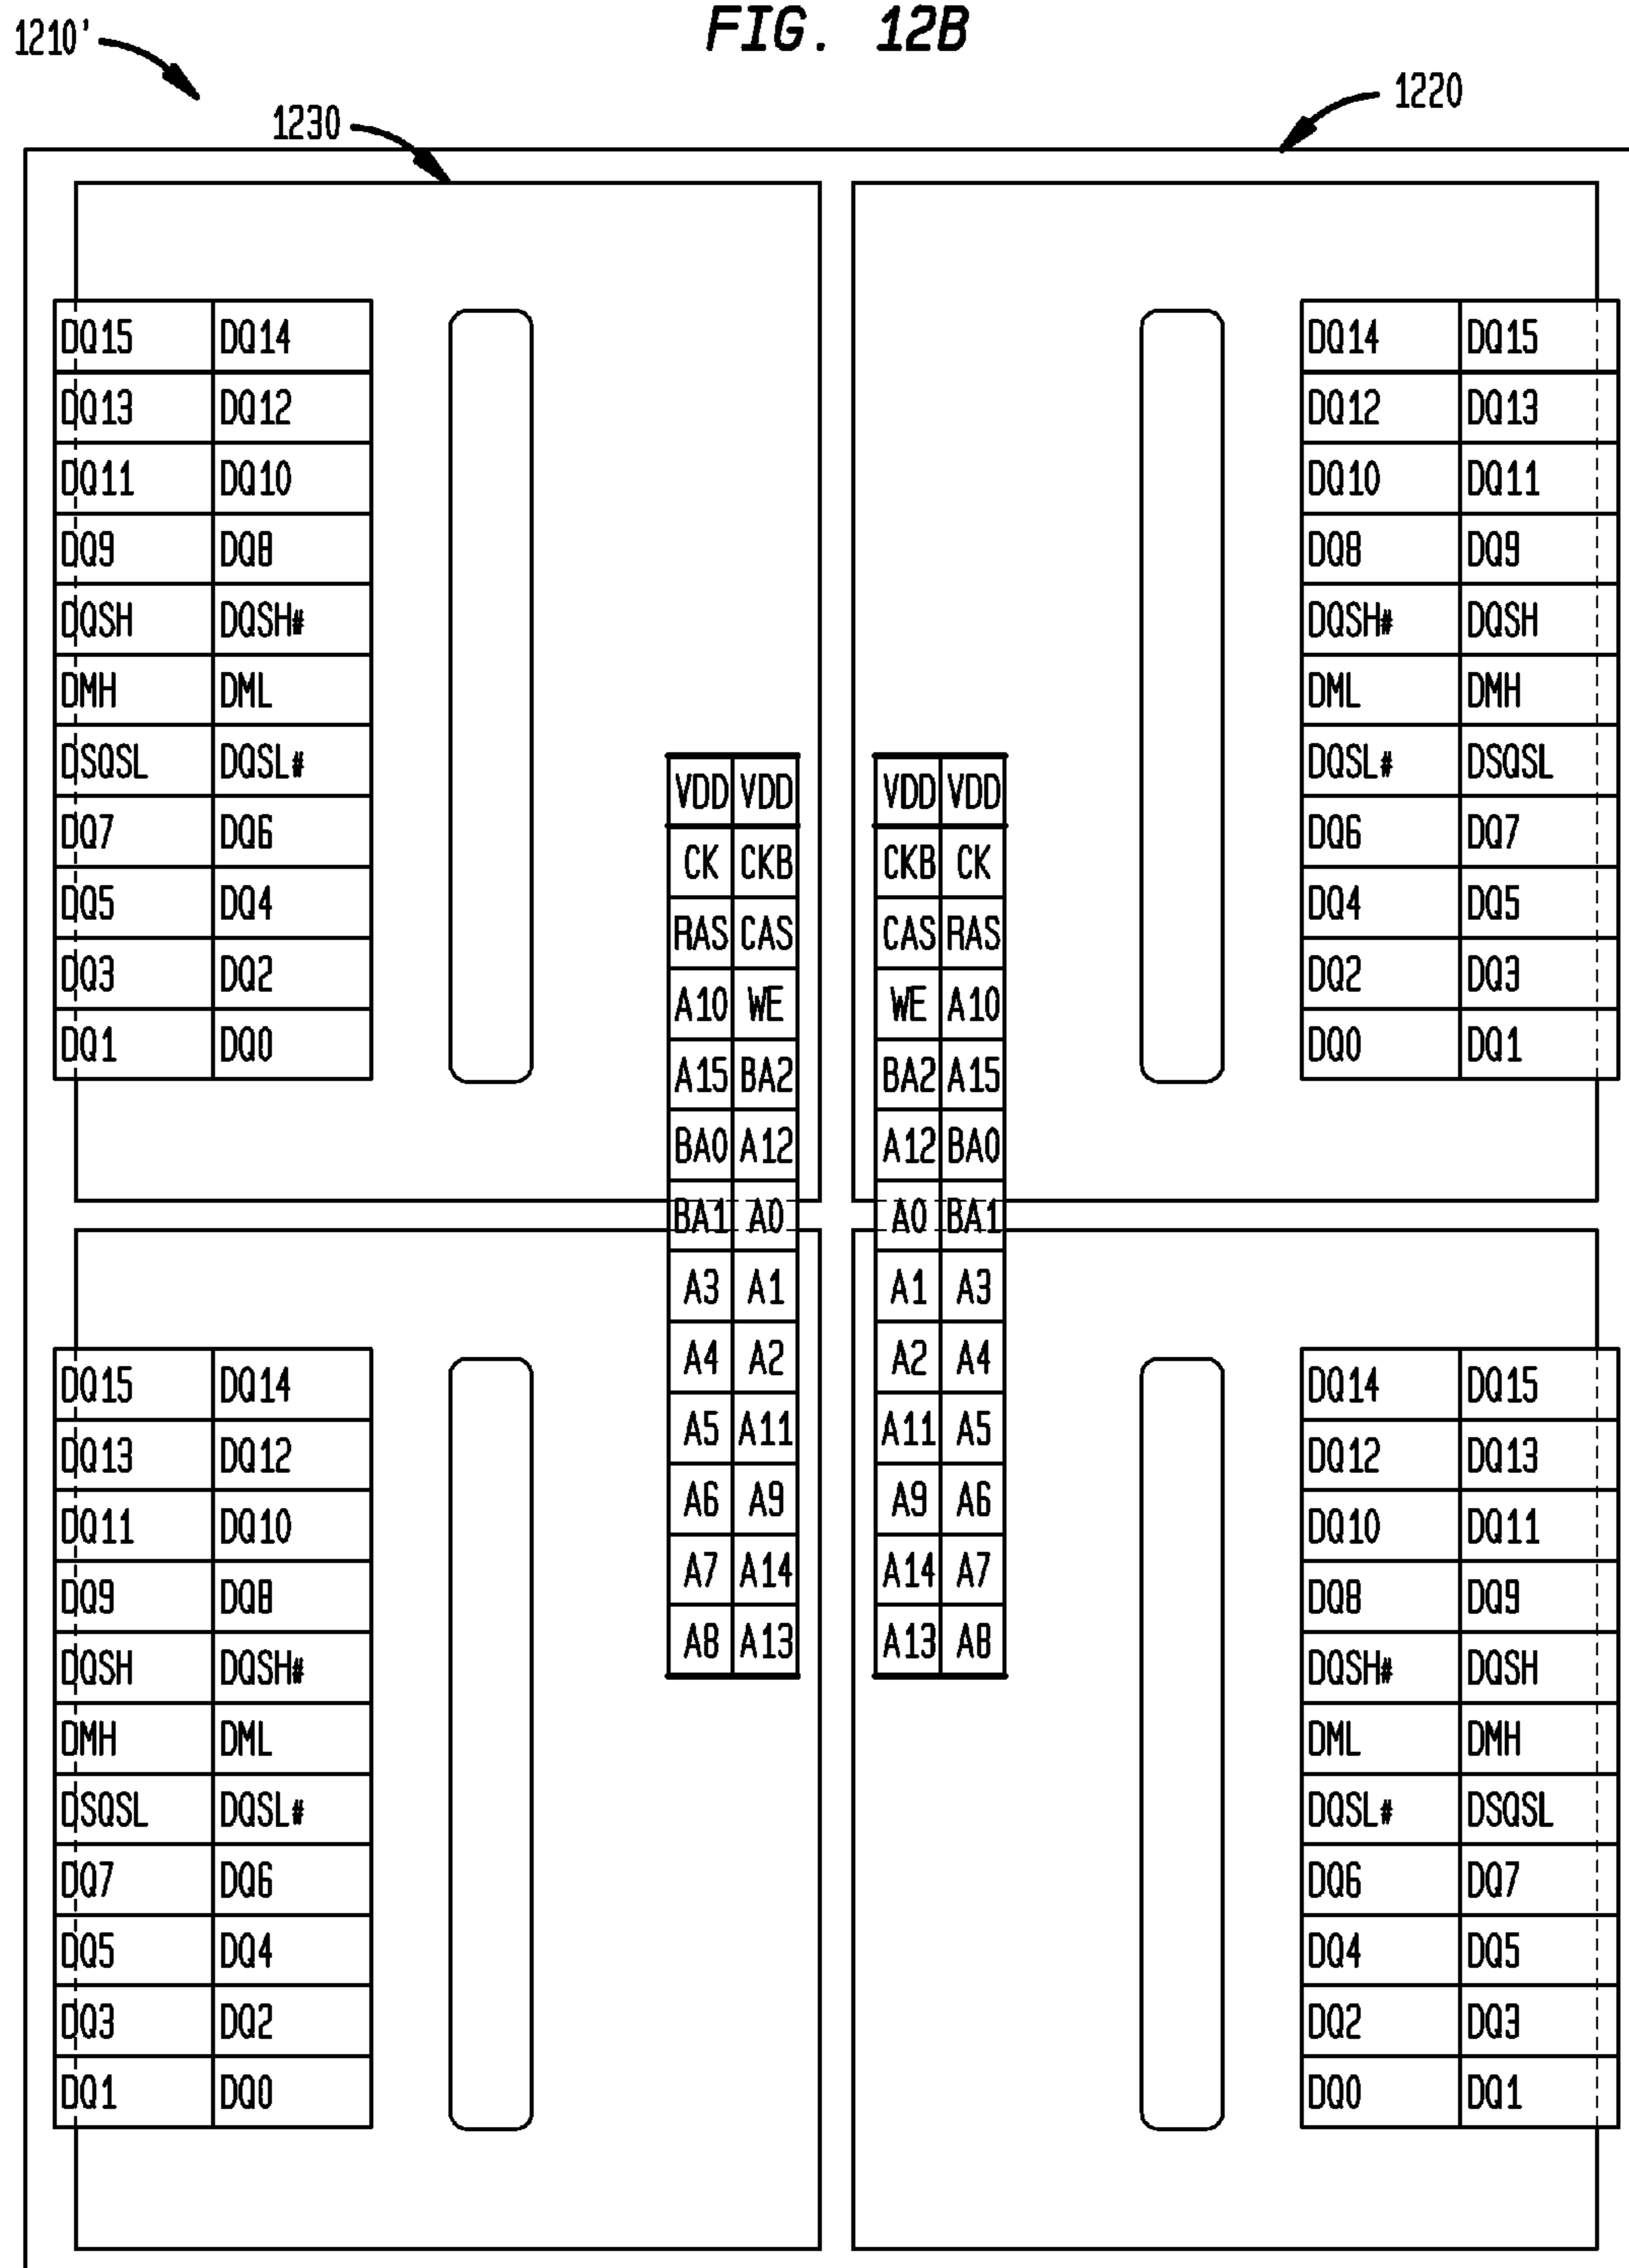 FIG. 12B
1210'
1220
1230
DQ15 DQ14 DQ14 DQ15
DQ13 DQ12 DQ12 DQ13
DQ11 DQ10 DQ10 DQ11
DQ9 DQ8 DQ8 DQ9
DQSH DQSH# DQSH# DQSH
DMH DML DML DMH
DSQSL DQSL# DQSL# DSQSL
VDD VDD VDD VDD
DQ7 DQ6 DQ6 DQ7
CK CKB CKB CK
DQ5 DQ4 DQ4 DQ5
RAS CAS CAS RAS
DQ3 DQ2 DQ2 DQ3
A10 WE WE A10
DQ1 DQ0 DQ0 DQ1
A15 BA2 BA2 A15
BA0 A12 A12 BA0
BA1 A0 A0 BA1
A3 A1 A1 A3
A4 A2 A2 A4
DQ15 DQ14 DQ14 DQ15
A5 A11 A11 A5
DQ13 DQ12 DQ12 DQ13
A6 A9 A9 A6
DQ11 DQ10 DQ10 DQ11
A7 A14 A14 A7
DQ9 DQ8 DQ8 DQ9
A8 A13 A13 A8
DQSH DQSH# DQSH# DQSH
DMH DML DML DMH
DSQSL DQSL# DQSL# DSQSL
DQ7 DQ6 DQ6 DQ7
DQ5 DQ4 DQ4 DQ5
DQ3 DQ2 DQ2 DQ3
DQ1 DQ0 DQ0 DQ1